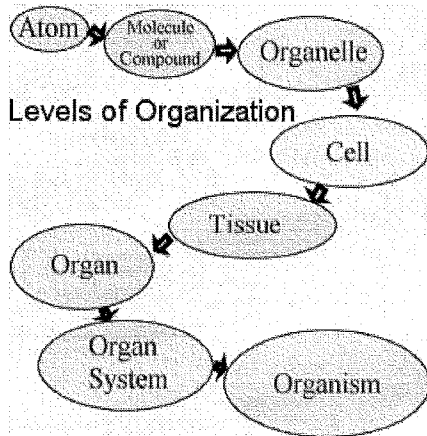 Atom
Molecule
or
Compound
Organelle
Levels of Organization
Cell
Tissue
Organ
Organ
System
Organism